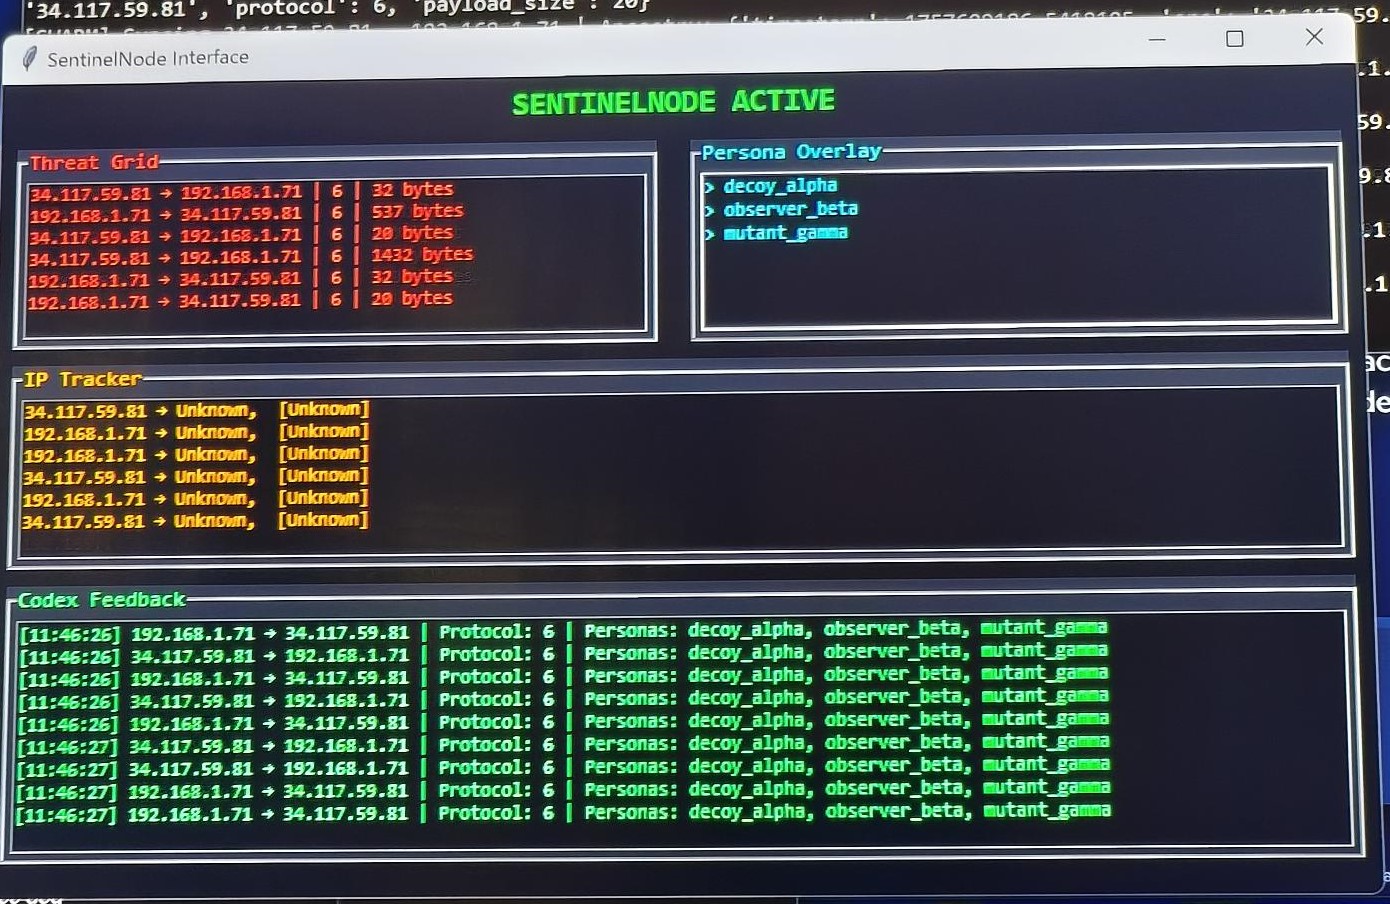 '34.117.59.81', 'protocol': 6, 'payload_size': 20}
59.
SentinelNode Interface
SENTINELNODE ACTIVE
Threat Grid
34.117.59.81 → 192.168.1.71 | 6 | 32 bytes
192.168.1.71 → 34.117.59.81 | 6 | 537 bytes
34.117.59.81 → 192.168.1.71 | 6 | 20 bytes
34.117.59.81 → 192.168.1.71 | 6 | 1432 bytes
192.168.1.71 → 34.117.59.81 | 6 | 32 bytes
192.168.1.71 → 34.117.59.81 | 6 | 20 bytes
Persona Overlay
> decoy_alpha
> observer_beta
> mutant_gamma
IP Tracker
34.117.59.81 → Unknown, [Unknown]
192.168.1.71 → Unknown, [Unknown]
192.168.1.71 → Unknown, [Unknown]
34.117.59.81 → Unknown, [Unknown]
192.168.1.71 → Unknown, [Unknown]
34.117.59.81 → Unknown, [Unknown]
Codex Feedback
[11:46:26] 192.168.1.71 → 34.117.59.81 | Protocol: 6 | Personas: decoy_alpha, observer_beta, mutant_gamma
[11:46:26] 34.117.59.81 → 192.168.1.71 | Protocol: 6 | Personas: decoy_alpha, observer_beta, mutant_gamma
[11:46:26] 192.168.1.71 → 34.117.59.81 | Protocol: 6 | Personas: decoy_alpha, observer_beta, mutant_gamma
[11:46:26] 34.117.59.81 → 192.168.1.71 | Protocol: 6 | Personas: decoy_alpha, observer_beta, mutant_gamma
[11:46:26] 192.168.1.71 → 34.117.59.81 | Protocol: 6 | Personas: decoy_alpha, observer_beta, mutant_gamma
[11:46:27] 34.117.59.81 → 192.168.1.71 | Protocol: 6 | Personas: decoy_alpha, observer_beta, mutant_gamma
[11:46:27] 34.117.59.81 → 192.168.1.71 | Protocol: 6 | Personas: decoy_alpha, observer_beta, mutant_gamma
[11:46:27] 192.168.1.71 → 34.117.59.81 | Protocol: 6 | Personas: decoy_alpha, observer_beta, mutant_gamma
[11:46:27] 192.168.1.71 → 34.117.59.81 | Protocol: 6 | Personas: decoy_alpha, observer_beta, mutant_gamma